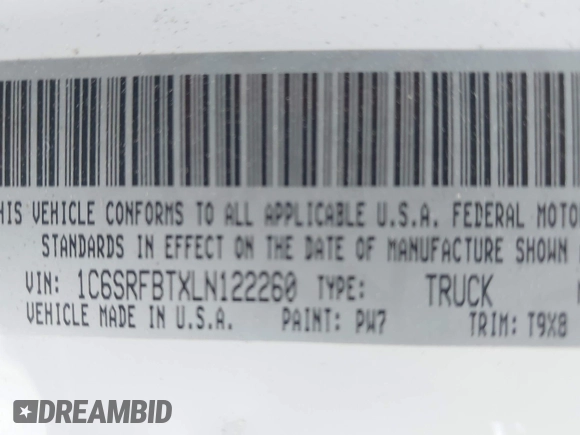 THIS VEHICLE CONFORMS TO ALL APPLICABLE U.S.A. FEDERAL MOTO
STANDARDS IN EFFECT ON THE DATE OF MANUFACTURE SHOWN
VIN: 1C6SRFBTXLN122260 TYPE: TRUCK
VEHICLE MADE IN U.S.A. PAINT: PW7 TRIM: T9X8
DREAMBID